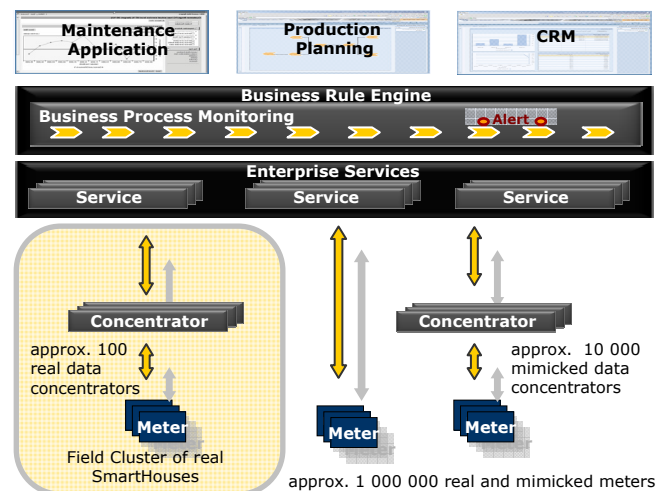 Maintenance
Application
Production
Planning
CRM
Business Rule Engine
Business Process Monitoring
Alert
Enterprise Services
Service
Service
Service
Concentrator
Concentrator
approx. 100
real data
concentrators
approx. 10 000
mimicked data
concentrators
Meter
Meter
Meter
Field Cluster of real
SmartHouses
approx. 1 000 000 real and mimicked meters